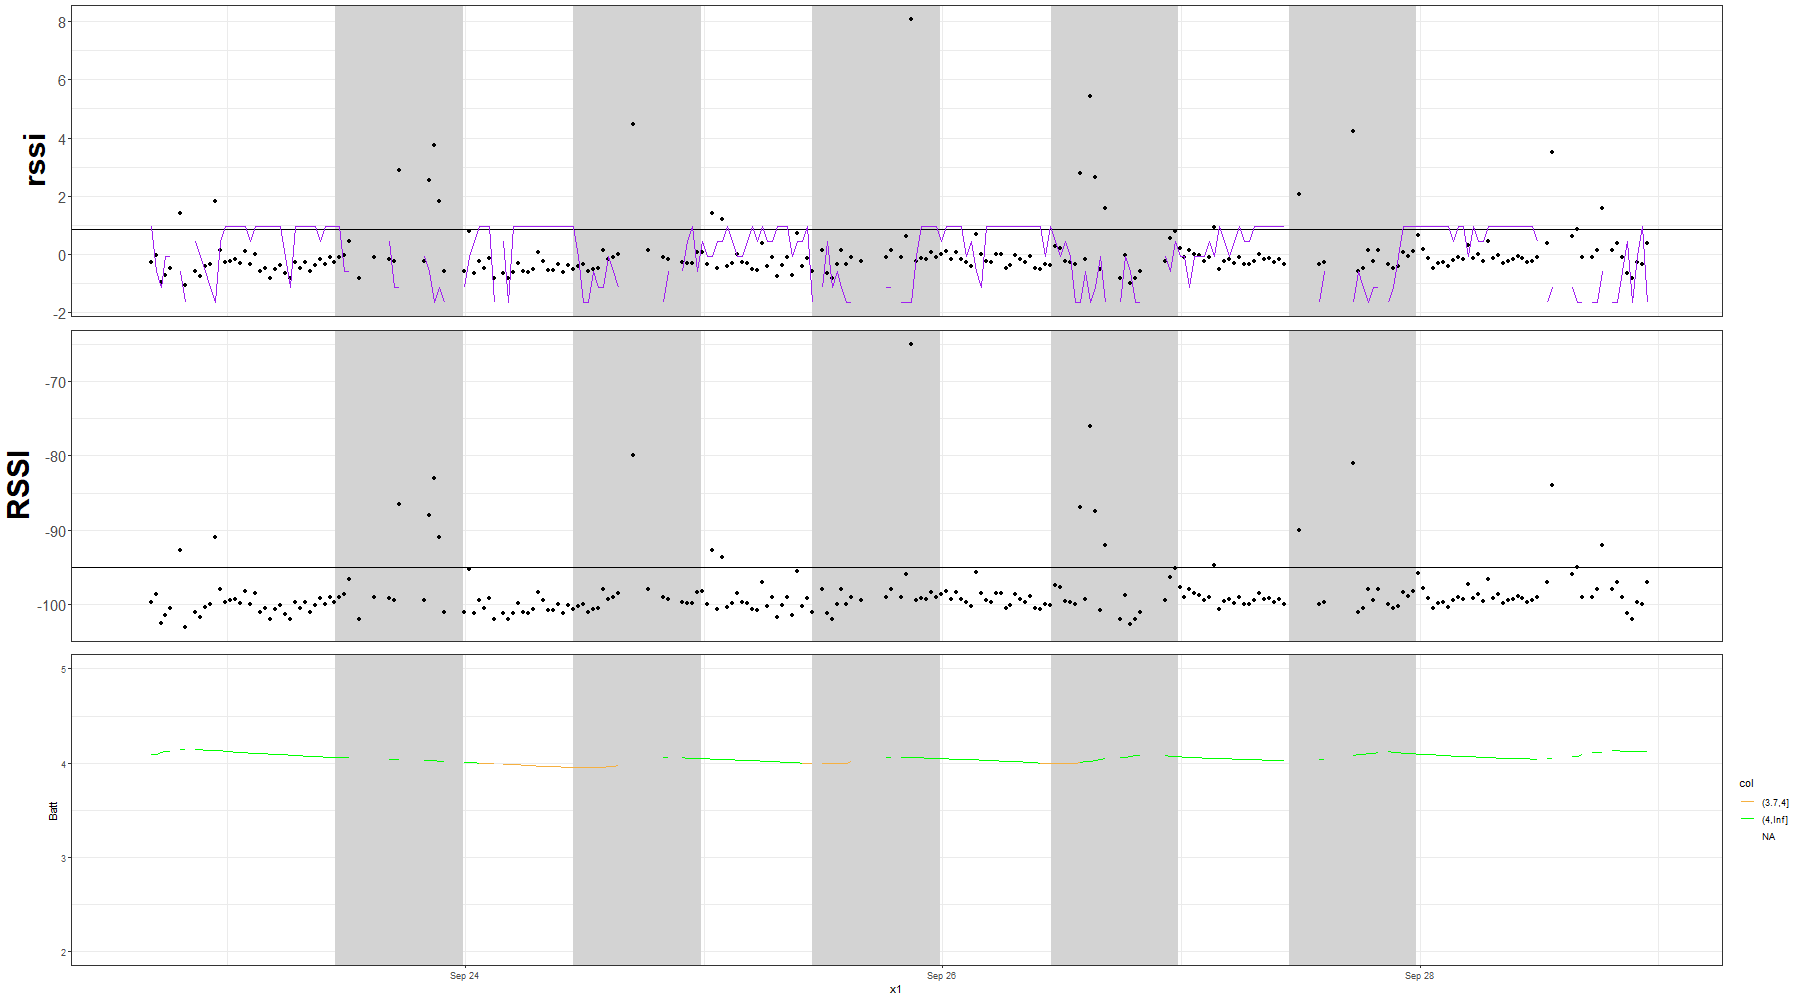 rssi
8
6
4
2
0
-2
RSSI
-70
-80
-90
-100
Batt
5
4
3
2
Sep 24
Sep 26
Sep 28
x1
col
(3.7,4]
(4,Inf]
NA